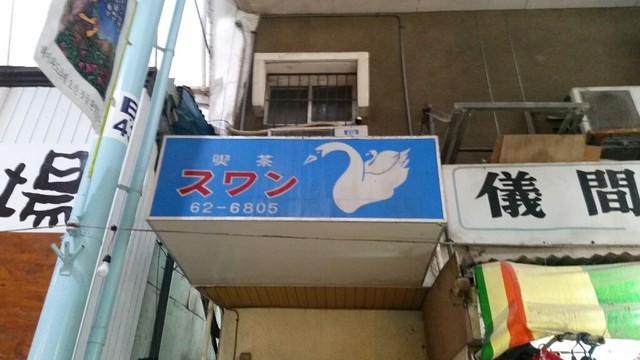 場
喫茶
スワン
62-6805
儀間